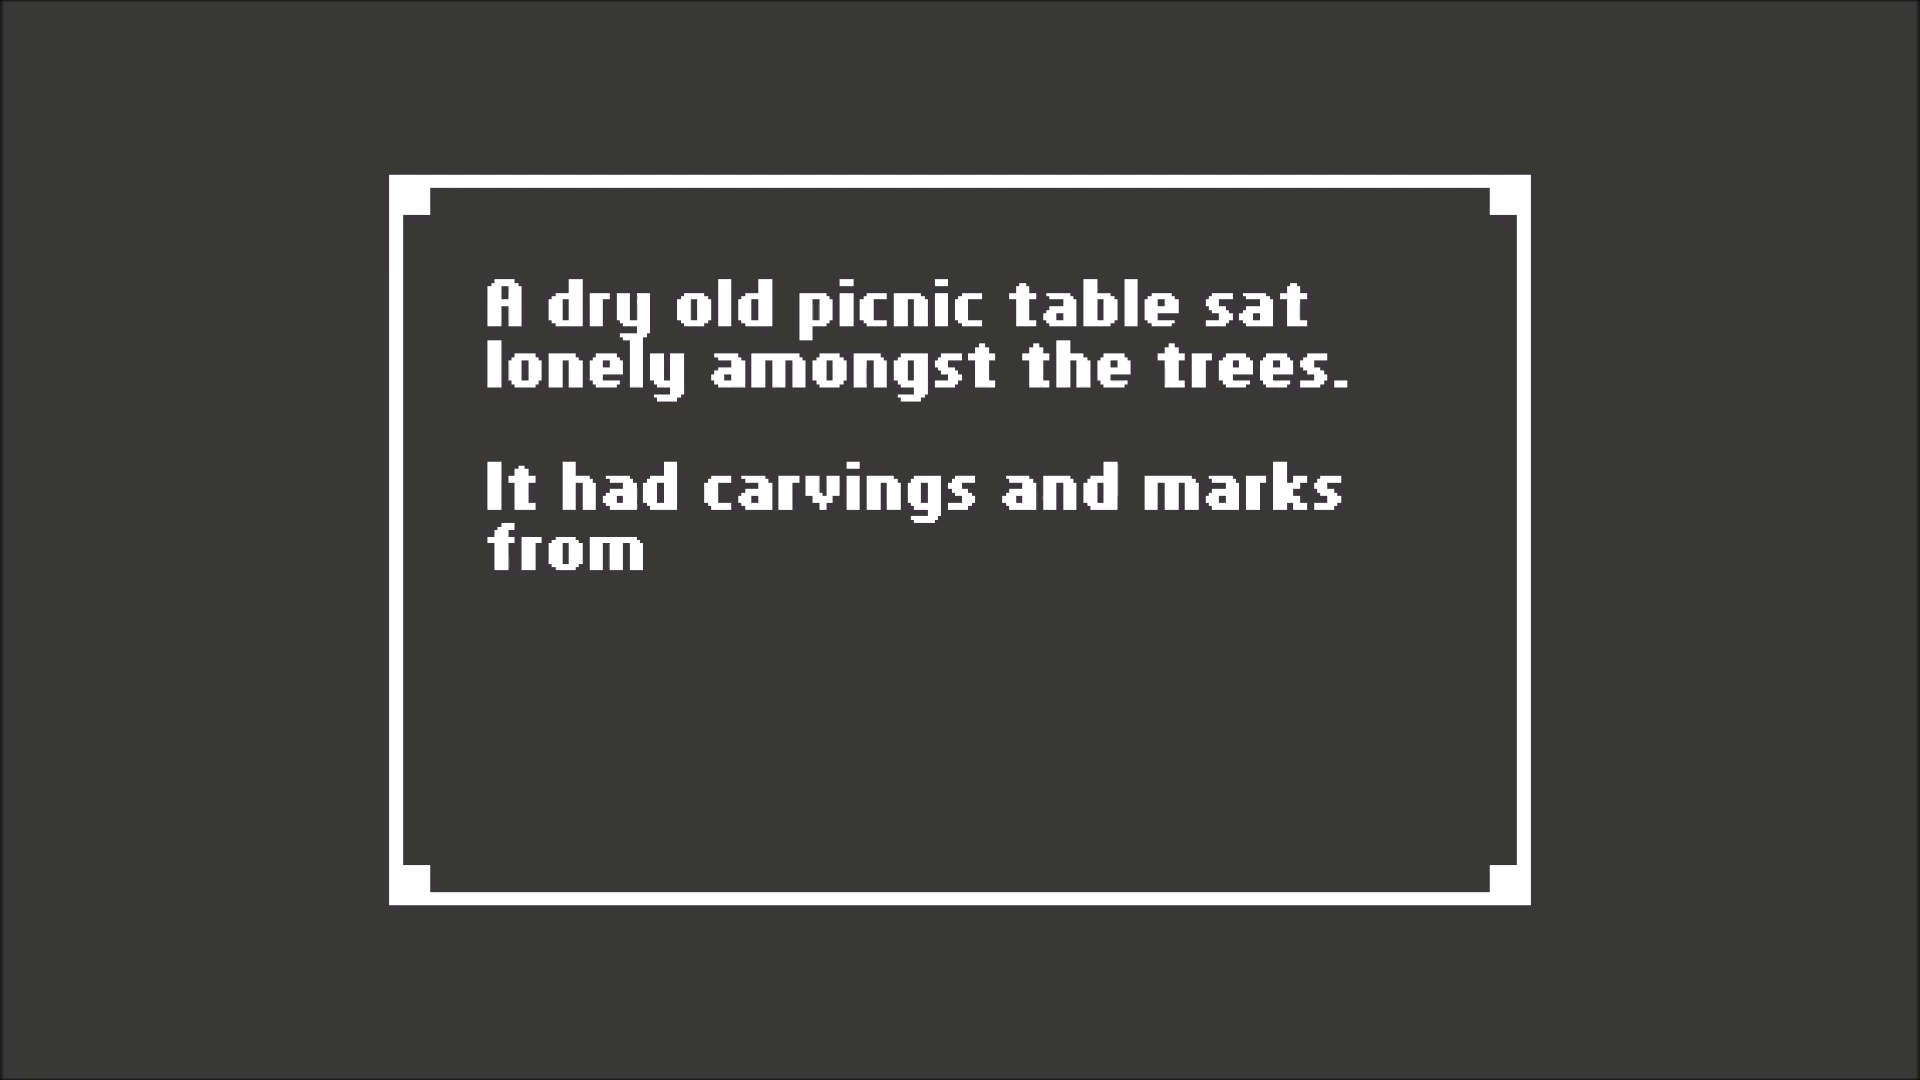 A dry old picnic table sat
lonely amongst the trees.
It had carvings and marks
from